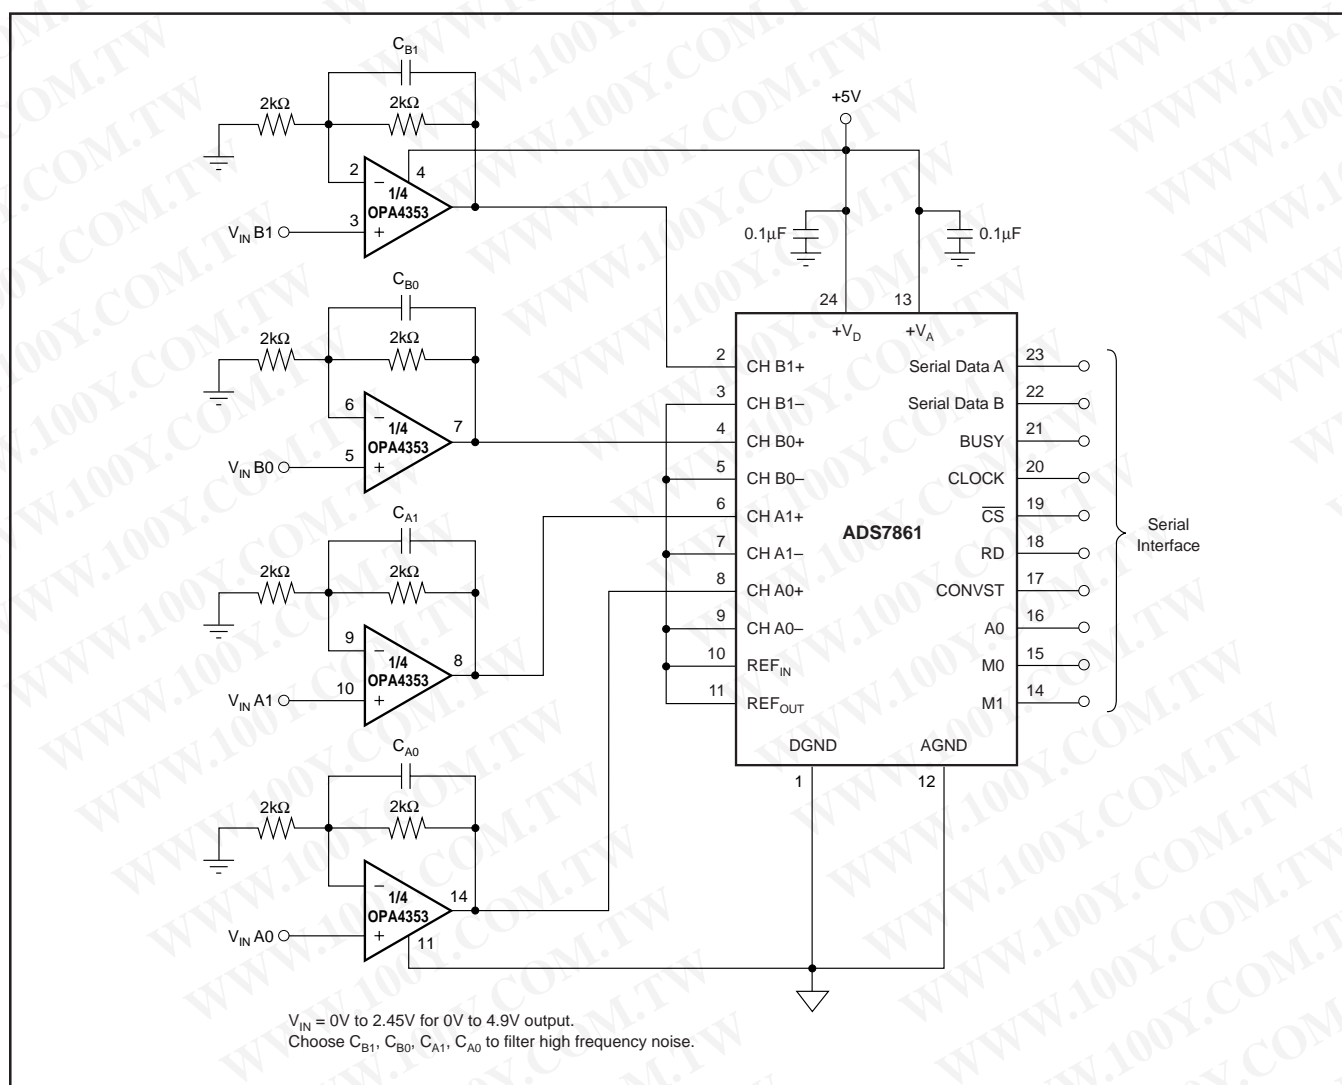 C_B1
2kΩ
2kΩ
2
4
–
1/4
OPA4353
3
+
V_IN B1
C_B0
2kΩ
2kΩ
6
–
1/4
7
OPA4353
5
+
V_IN B0
C_A1
2kΩ
2kΩ
9
–
1/4
8
OPA4353
10
+
V_IN A1
C_A0
2kΩ
2kΩ
–
1/4
14
OPA4353
+
11
V_IN A0
+5V
0.1µF
0.1µF
24
13
+V_D
+V_A
2 CH B1+
3 CH B1–
4 CH B0+
5 CH B0–
6 CH A1+
7 CH A1–
8 CH A0+
9 CH A0–
10 REF_IN
11 REF_OUT
ADS7861
Serial Data A 23
Serial Data B 22
BUSY 21
CLOCK 20
C̅S̅ 19
RD 18
CONVST 17
A0 16
M0 15
M1 14
Serial
Interface
DGND
AGND
1
12
V_IN = 0V to 2.45V for 0V to 4.9V output.
Choose C_B1, C_B0, C_A1, C_A0 to filter high frequency noise.
WWW.100Y.COM.TW